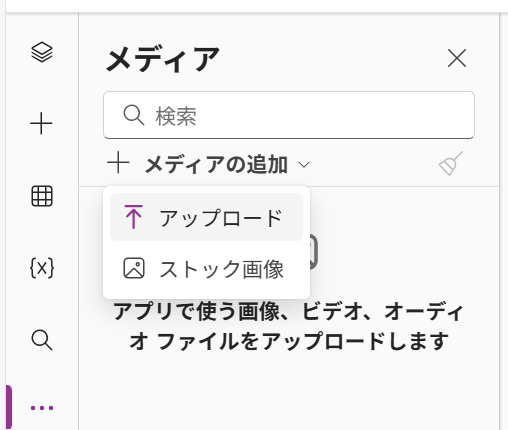 メディア
検索
メディアの追加
アップロード
ストック画像
{x}
アプリで使う画像、ビデオ、オーディ
オ ファイルをアップロードします